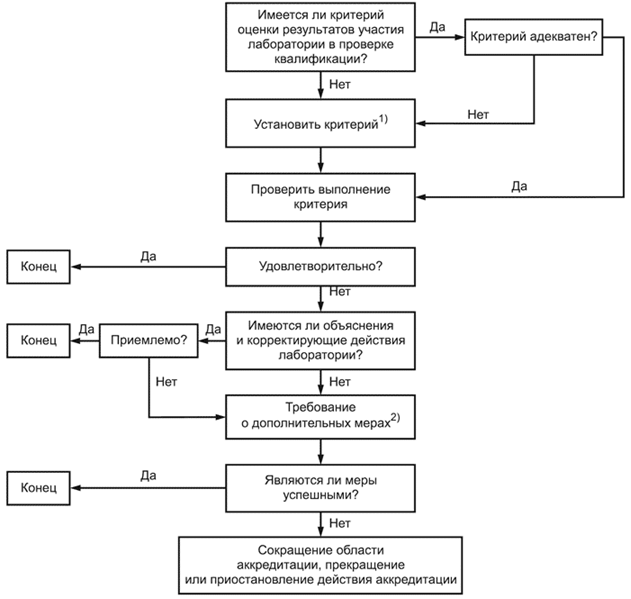 Имеется ли критерий
оценки результатов участия
лаборатории в проверке
квалификации?
Да
Критерий адекватен?
Нет
Установить критерий1)
Нет
Проверить выполнение
критерия
Да
Конец
Да
Удовлетворительно?
Нет
Конец
Да
Приемлемо?
Да
Имеются ли объяснения
и корректирующие действия
лаборатории?
Нет
Нет
Требование
о дополнительных мерах2)
Конец
Да
Являются ли меры
успешными?
Нет
Сокращение области
аккредитации, прекращение
или приостановление действия аккредитации